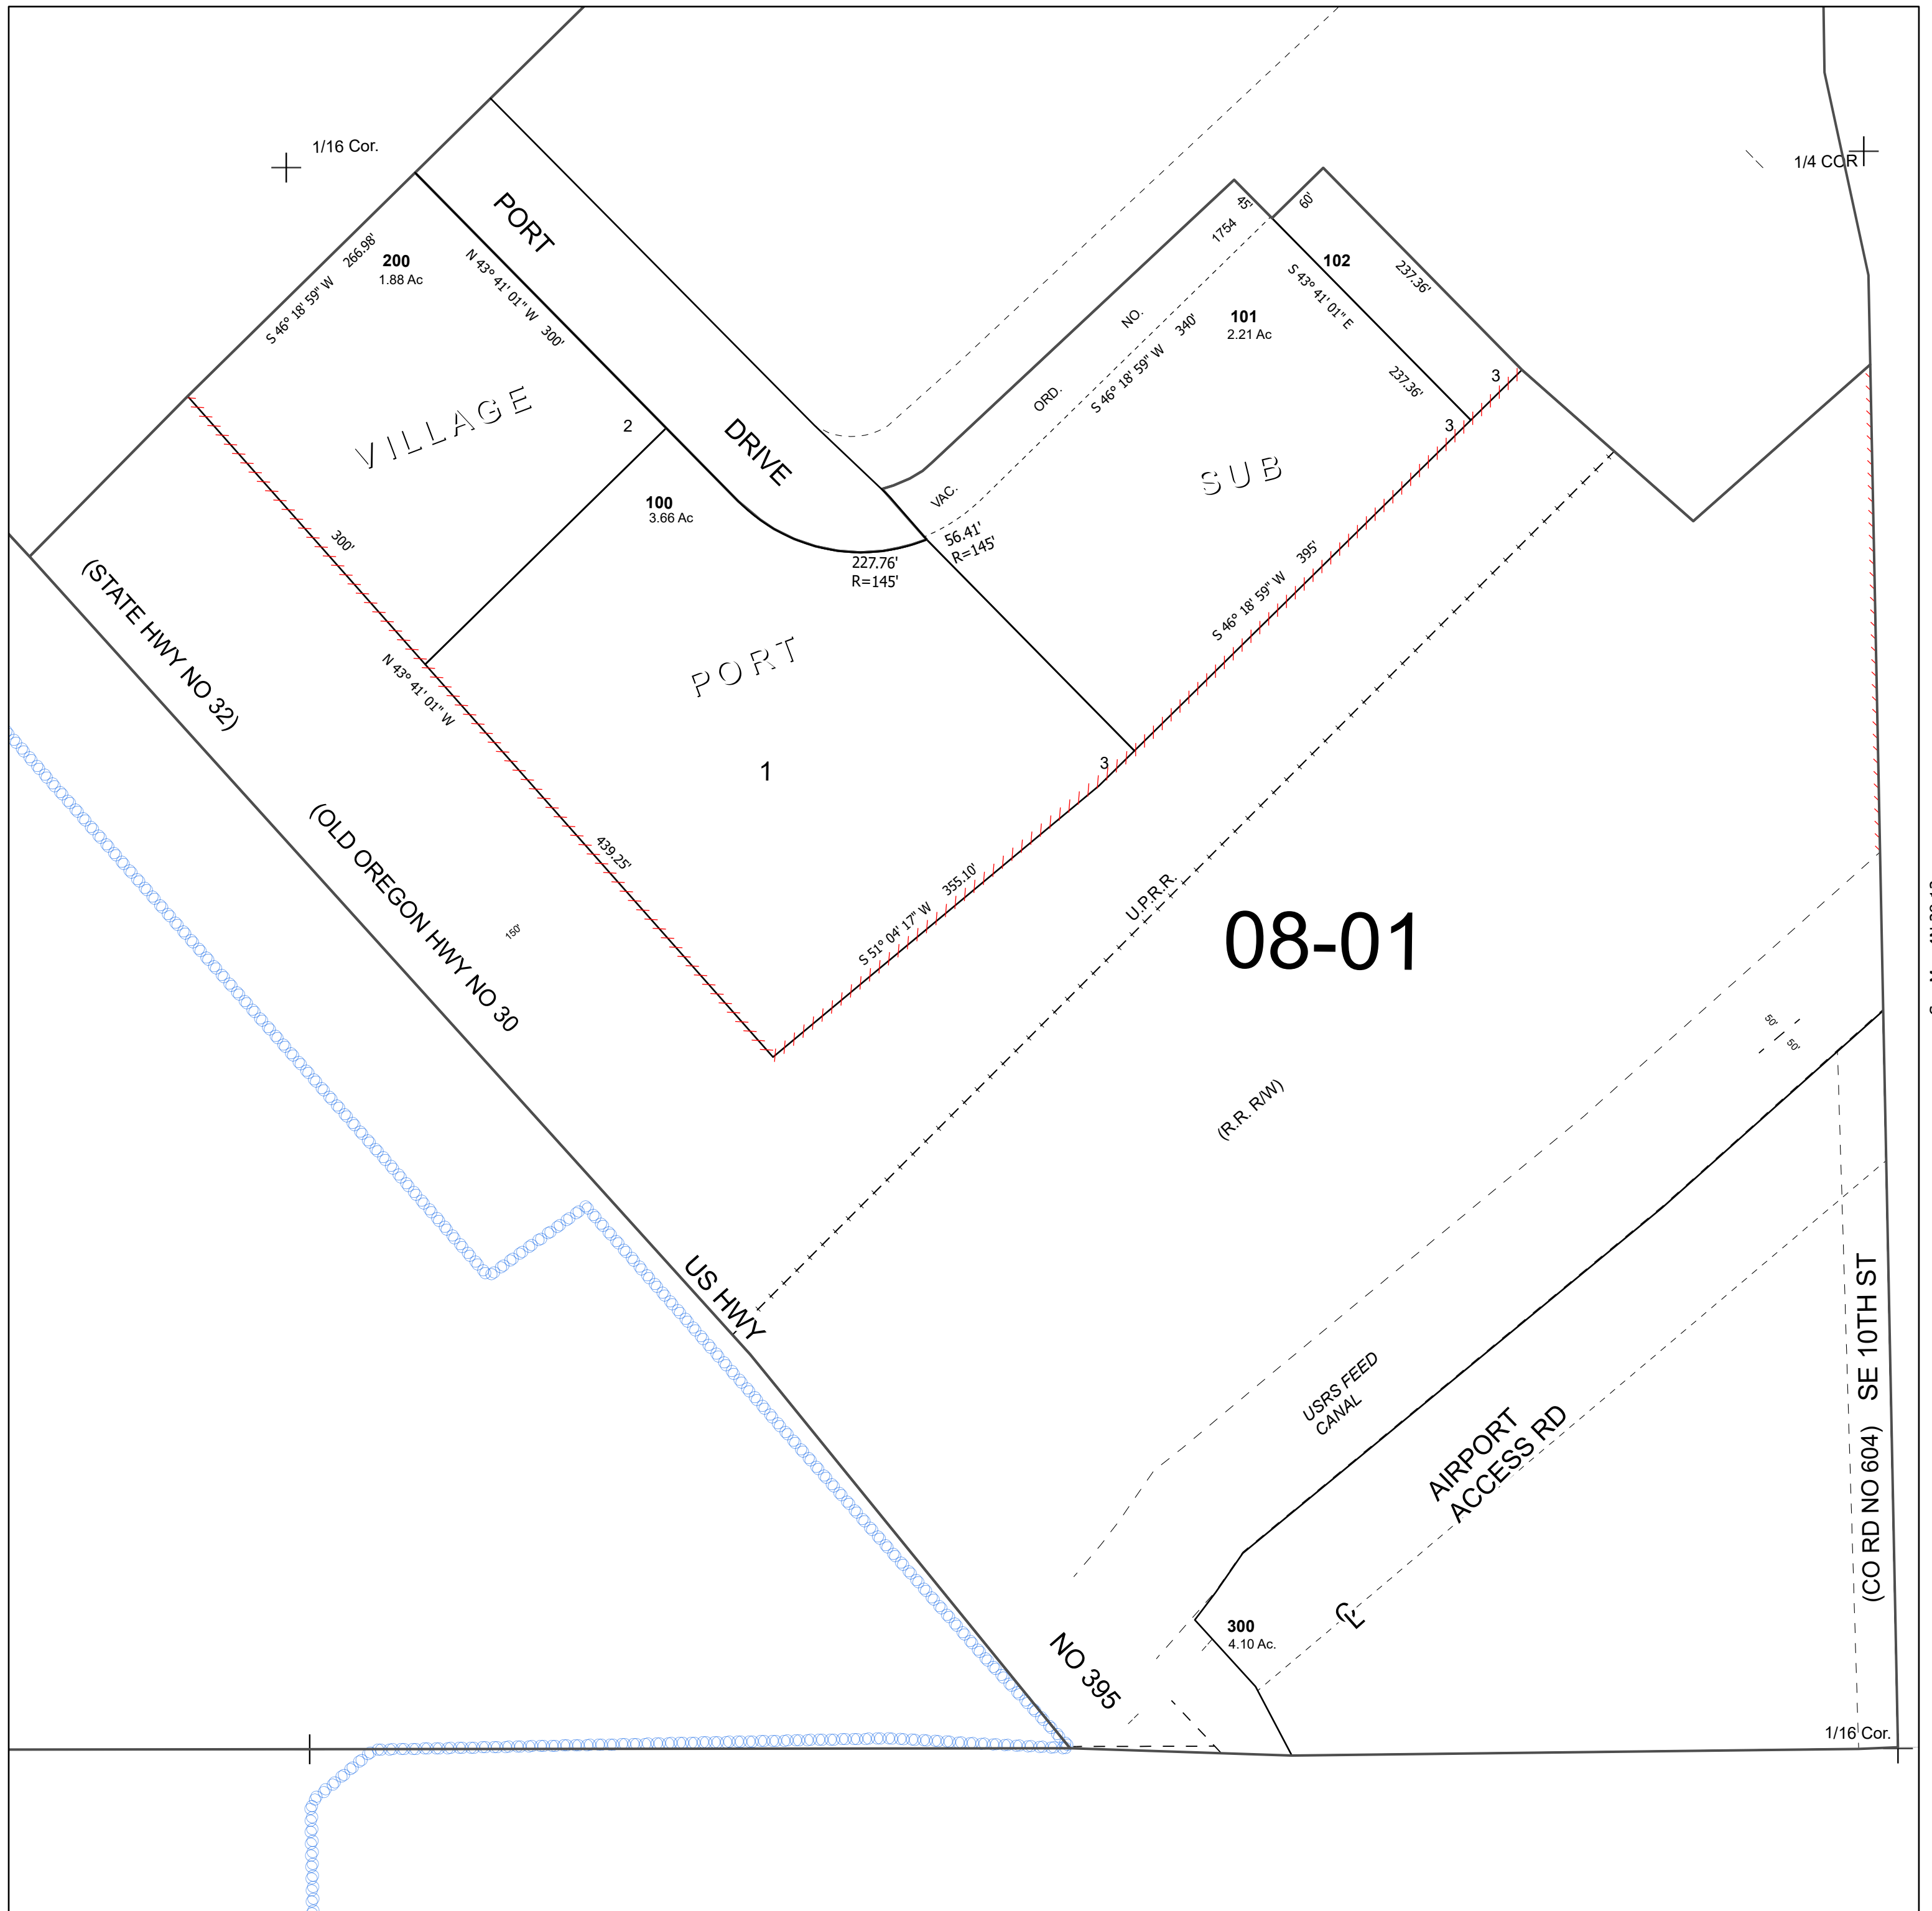 1/16 Cor.
1/4 COR
PORT
DRIVE
200
1.88 Ac
S 46° 18' 59" W 266.98'
N 43° 41' 01" W 300'
45'
60'
1754
NO.
ORD.
VAC.
102
S 43° 41' 01" E
237.36'
237.36'
101
2.21 Ac
S 46° 18' 59" W 340'
3
3
VILLAGE
2
SUB
100
3.66 Ac
56.41'
R=145'
227.76'
R=145'
300'
S 46° 18' 59" W 395'
(STATE HWY NO 32)
N 43° 41' 01" W
PORT
1
3
439.25'
S 51° 04' 17" W 355.10'
(OLD OREGON HWY NO 30
150'
U.P.R.R.
08-01
50'
50'
(R.R. R/W)
US HWY
USRS FEED
CANAL
AIRPORT
ACCESS RD
SE 10TH ST
(CO RD NO 604)
NO 395
300
4.10 Ac.
CL
1/16 Cor.